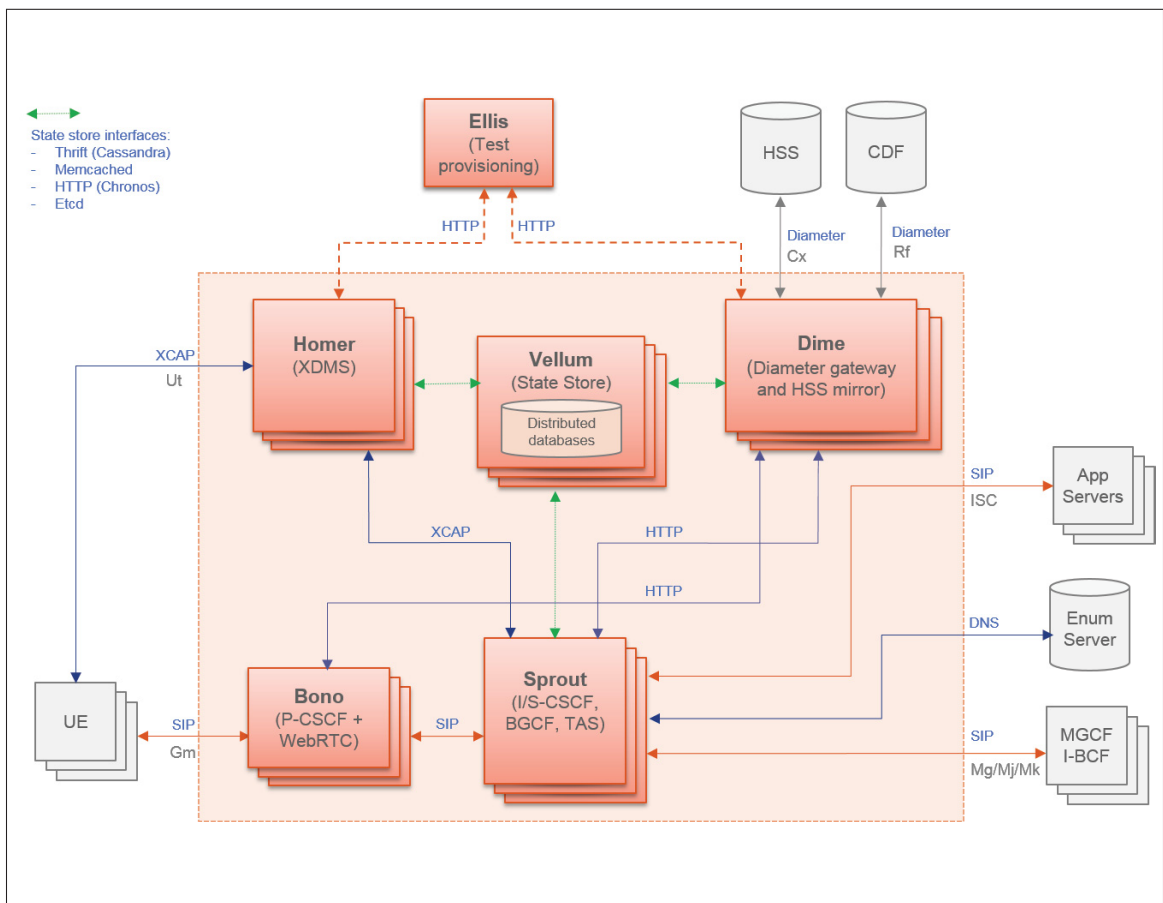 Ellis
(Test
provisioning)
HSS
CDF
State store interfaces:
- Thrift (Cassandra)
- Memcached
- HTTP (Chronos)
- Etcd
HTTP
HTTP
Diameter
Cx
Diameter
Rf
Homer
(XDMS)
Vellum
(State Store)
Distributed
databases
Dime
(Diameter gateway
and HSS mirror)
XCAP
Ut
SIP
ISC
App
Servers
XCAP
HTTP
HTTP
DNS
Enum
Server
UE
SIP
Gm
Bono
(P-CSCF +
WebRTC)
SIP
Sprout
(I/S-CSCF,
BGCF, TAS)
SIP
Mg/Mj/Mk
MGCF
I-BCF